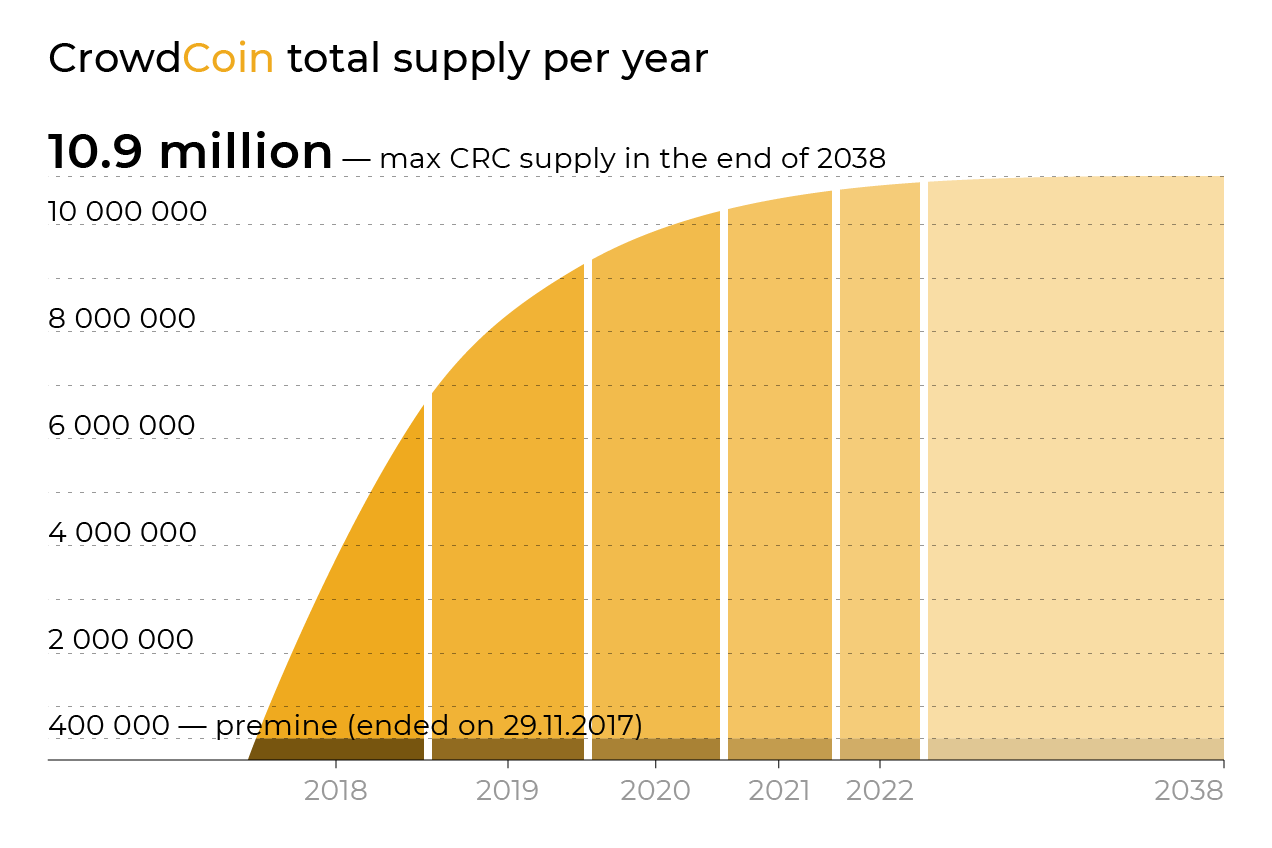 CrowdCoin total supply per year
10.9 million — max CRC supply in the end of 2038
10 000 000
8 000 000
6 000 000
4 000 000
2 000 000
400 000 — premine (ended on 29.11.2017)
2018 2019 2020 2021 2022 2038